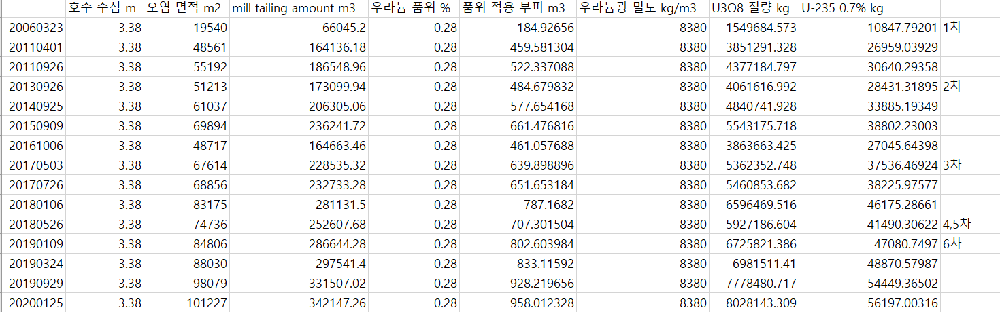 호수 수심 m 오염 면적 m2 mill tailing amount m3 우라늄 품위 % 품위 적용 부피 m3 우라늄광 밀도 kg/m3 U3O8 질량 kg U-235 0.7% kg
20060323 3.38 19540 66045.2 0.28 184.92656 8380 1549684.573 10847.79201 1차
20110401 3.38 48561 164136.18 0.28 459.581304 8380 3851291.328 26959.03929
20110926 3.38 55192 186548.96 0.28 522.337088 8380 4377184.797 30640.29358
20130926 3.38 51213 173099.94 0.28 484.679832 8380 4061616.992 28431.31895 2차
20140925 3.38 61037 206305.06 0.28 577.654168 8380 4840741.928 33885.19349
20150909 3.38 69894 236241.72 0.28 661.476816 8380 5543175.718 38802.23003
20161006 3.38 48717 164663.46 0.28 461.057688 8380 3863663.425 27045.64398
20170503 3.38 67614 228535.32 0.28 639.898896 8380 5362352.748 37536.46924 3차
20170726 3.38 68856 232733.28 0.28 651.653184 8380 5460853.682 38225.97577
20180106 3.38 83175 281131.5 0.28 787.1682 8380 6596469.516 46175.28661
20180526 3.38 74736 252607.68 0.28 707.301504 8380 5927186.604 41490.30622 4,5차
20190109 3.38 84806 286644.28 0.28 802.603984 8380 6725821.386 47080.7497 6차
20190324 3.38 88030 297541.4 0.28 833.11592 8380 6981511.41 48870.57987
20190929 3.38 98079 331507.02 0.28 928.219656 8380 7778480.717 54449.36502
20200125 3.38 101227 342147.26 0.28 958.012328 8380 8028143.309 56197.00316